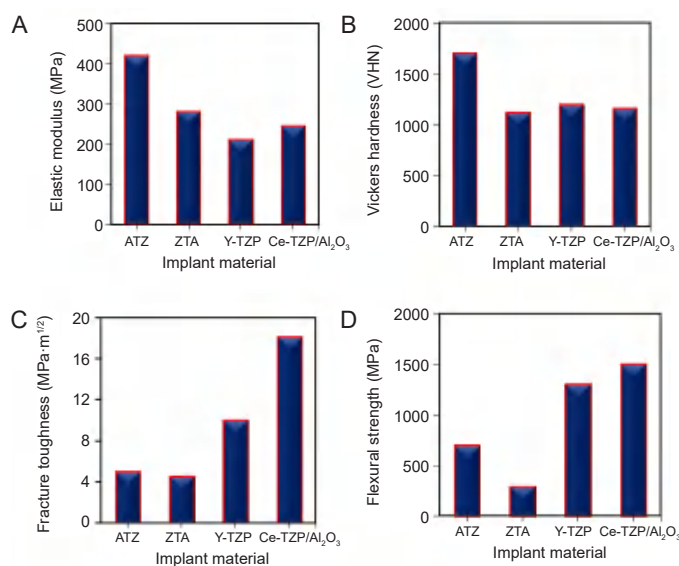 A
Elastic modulus (MPa)
500
400
300
200
100
0
ATZ ZTA Y-TZP Ce-TZP/Al₂O₃
Implant material
B
Vickers hardness (VHN)
2000
1500
1000
500
0
ATZ ZTA Y-TZP Ce-TZP/Al₂O₃
Implant material
C
Fracture toughness (MPa·m¹/²)
20
16
12
8
4
0
ATZ ZTA Y-TZP Ce-TZP/Al₂O₃
Implant material
D
Flexural strength (MPa)
2000
1500
1000
500
0
ATZ ZTA Y-TZP Ce-TZP/Al₂O₃
Implant material